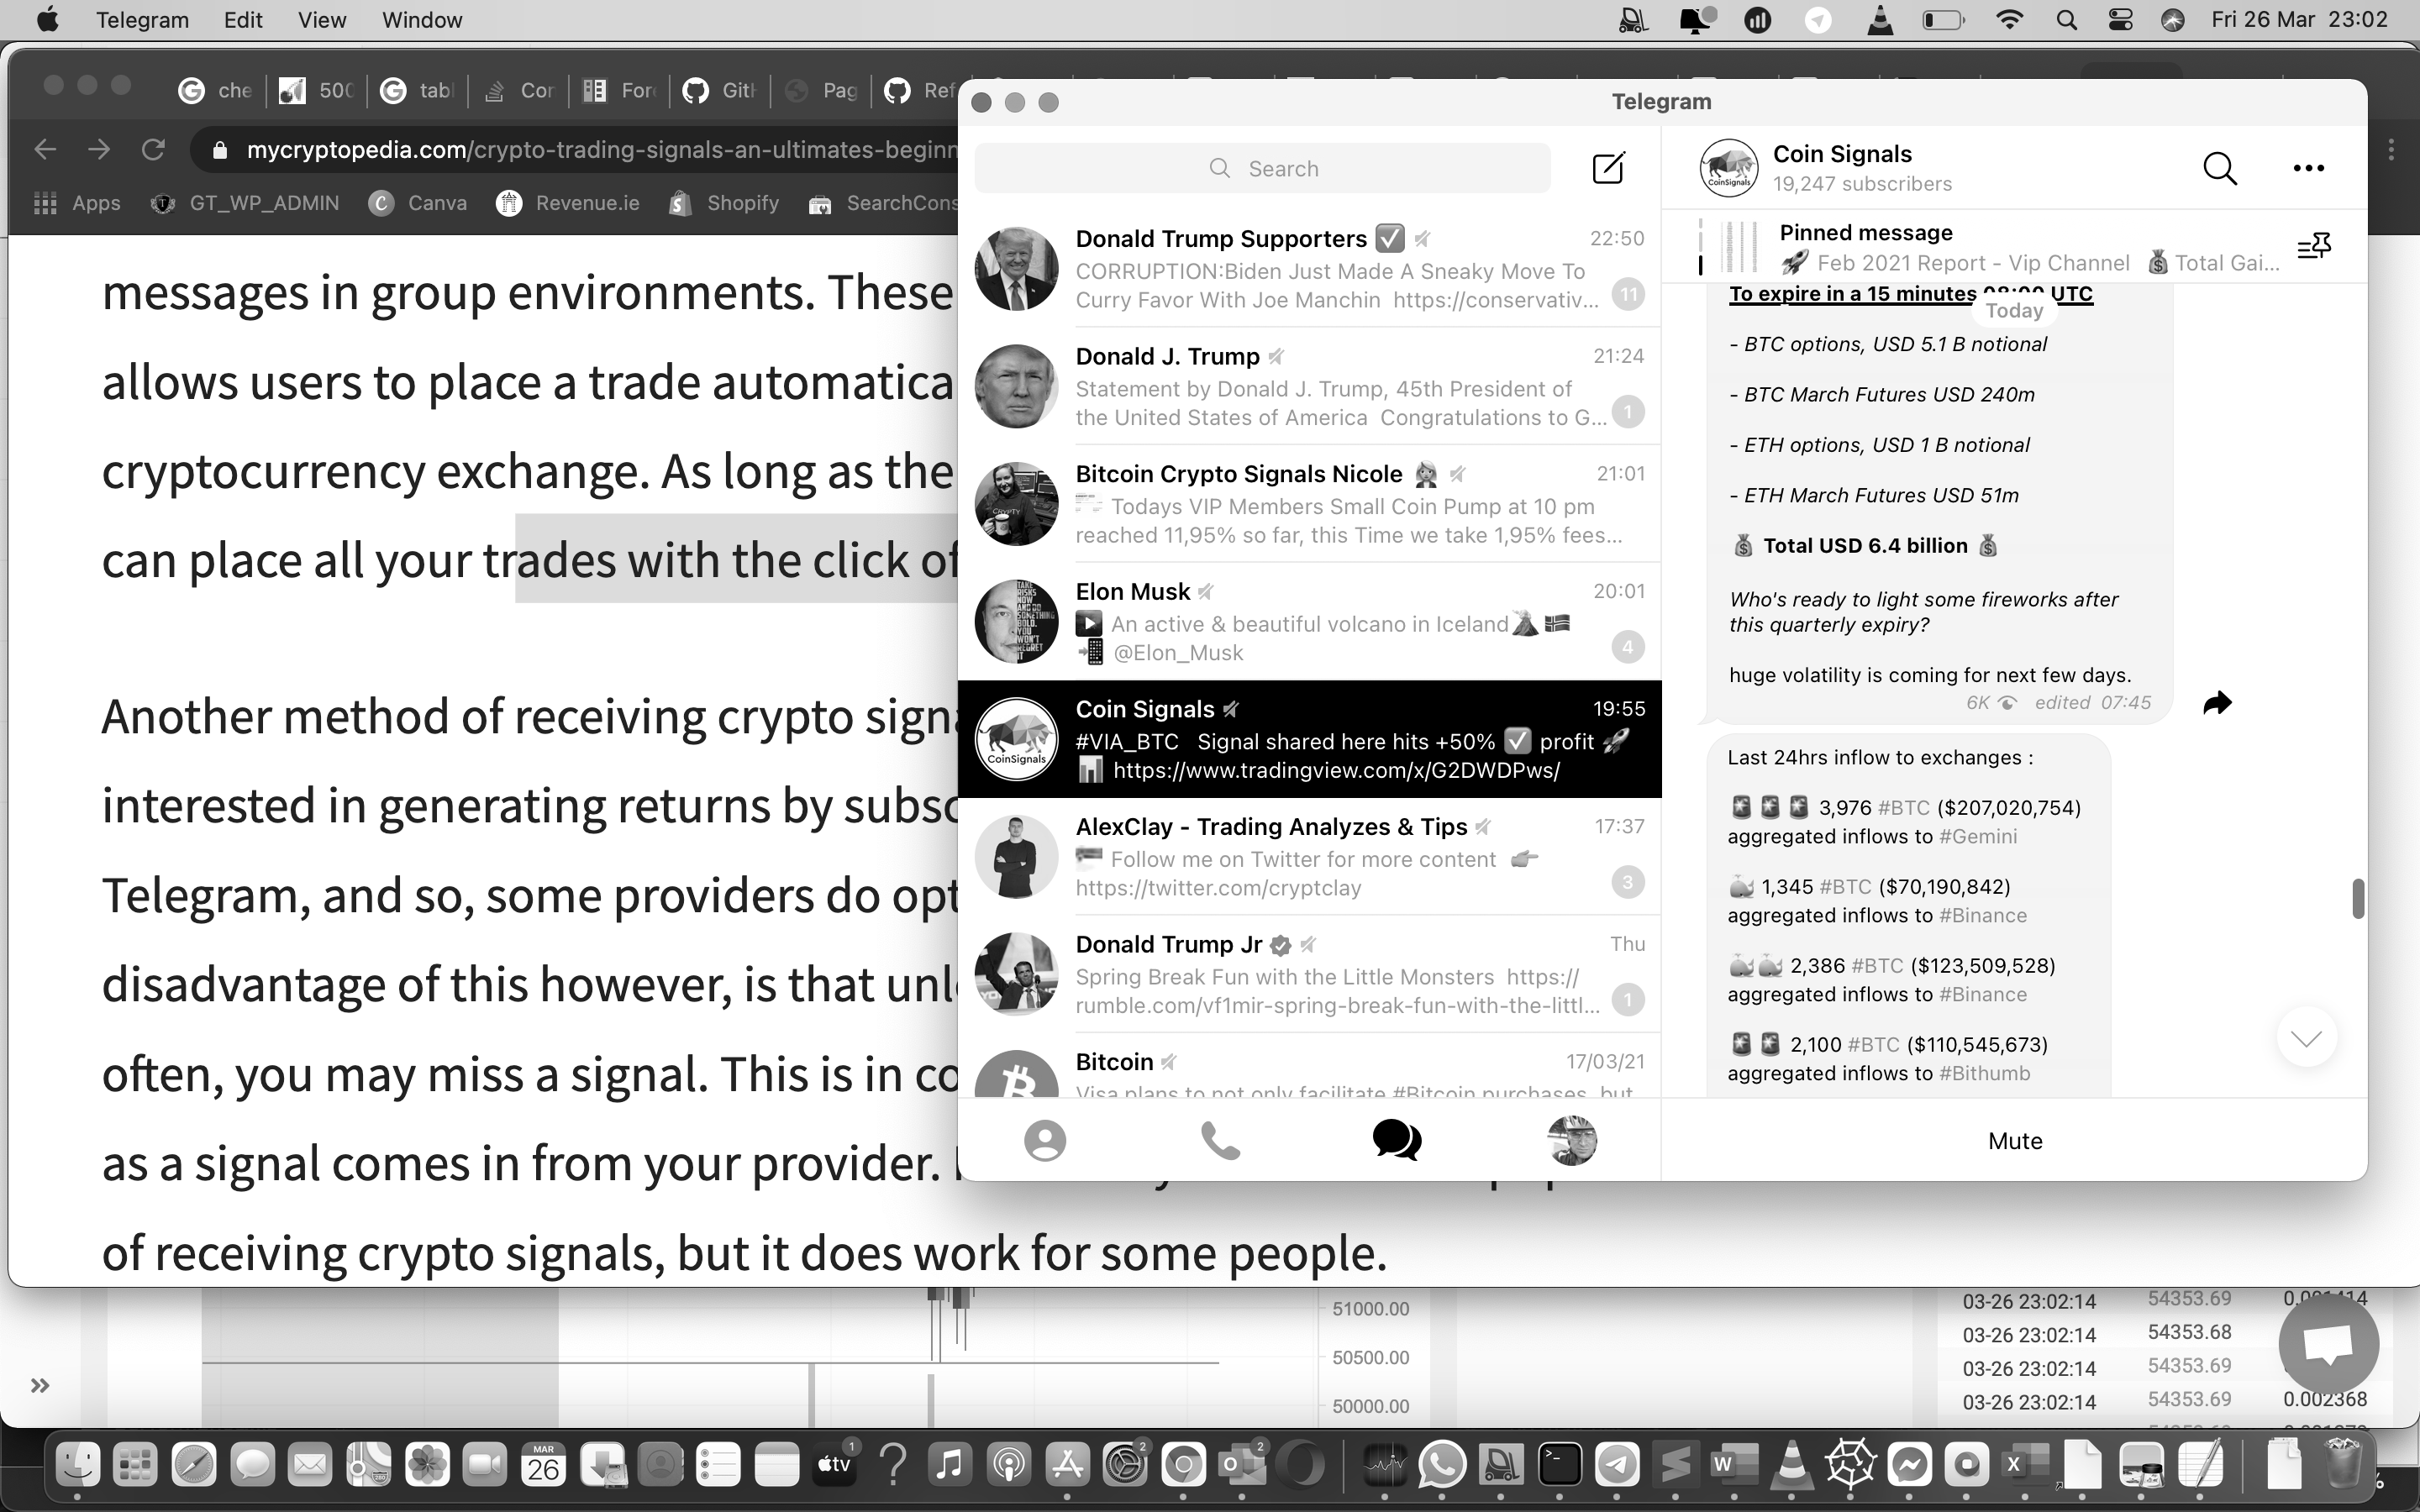 Telegram Edit View Window
Fri 26 Mar 23:02
che
500
tabl
Cor
For
GitH
Pag
Ref
mycryptopedia.com/crypto-trading-signals-an-ultimates-beginn
Apps
GT_WP_ADMIN
Canva
Revenue.ie
Shopify
SearchCons
messages in group environments. These
allows users to place a trade automatica
cryptocurrency exchange. As long as the
can place all your trades with the click of
Another method of receiving crypto signa
interested in generating returns by subsc
Telegram, and so, some providers do opt
disadvantage of this however, is that unl
often, you may miss a signal. This is in co
as a signal comes in from your provider.
of receiving crypto signals, but it does work for some people.
Telegram
Search
Donald Trump Supporters ☑️
22:50
CORRUPTION:Biden Just Made A Sneaky Move To
Curry Favor With Joe Manchin https://conservativ...
11
Donald J. Trump
21:24
Statement by Donald J. Trump, 45th President of
the United States of America Congratulations to G...
1
Bitcoin Crypto Signals Nicole
21:01
Todays VIP Members Small Coin Pump at 10 pm
reached 11,95% so far, this Time we take 1,95% fees...
Elon Musk
20:01
An active & beautiful volcano in Iceland🌋🇳🇴
📲 @Elon_Musk
4
TAKE
RISKS
NOW
AND DO
SOMETHING
BOLD.
YOU
WON'T
REGRET
IT
Coin Signals
19:55
#VIA_BTC Signal shared here hits +50% ☑️ profit 🚀
📊 https://www.tradingview.com/x/G2DWDPws/
CoinSignals
AlexClay - Trading Analyzes & Tips
17:37
Follow me on Twitter for more content 👉
https://twitter.com/cryptclay
3
Donald Trump Jr
Thu
Spring Break Fun with the Little Monsters https://
rumble.com/vf1mir-spring-break-fun-with-the-littl...
1
Bitcoin
17/03/21
Visa plans to not only facilitate #Bitcoin purchases, but
Coin Signals
19,247 subscribers
CoinSignals
Pinned message
🚀 Feb 2021 Report - Vip Channel 💰 Total Gai...
To expire in a 15 minutes 08:00 UTC
Today
- BTC options, USD 5.1 B notional
- BTC March Futures USD 240m
- ETH options, USD 1 B notional
- ETH March Futures USD 51m
💰 Total USD 6.4 billion 💰
Who's ready to light some fireworks after
this quarterly expiry?
huge volatility is coming for next few days.
6K edited 07:45
Last 24hrs inflow to exchanges :
🚨🚨🚨 3,976 #BTC ($207,020,754)
aggregated inflows to #Gemini
🐳 1,345 #BTC ($70,190,842)
aggregated inflows to #Binance
🐳🐳 2,386 #BTC ($123,509,528)
aggregated inflows to #Binance
🚨🚨 2,100 #BTC ($110,545,673)
aggregated inflows to #Bithumb
Mute
51000.00
50500.00
50000.00
03-26 23:02:14 54353.69
03-26 23:02:14 54353.68
03-26 23:02:14 54353.69
03-26 23:02:14 54353.69 0.002368
MAR
26
tv
1
2
2
W
X